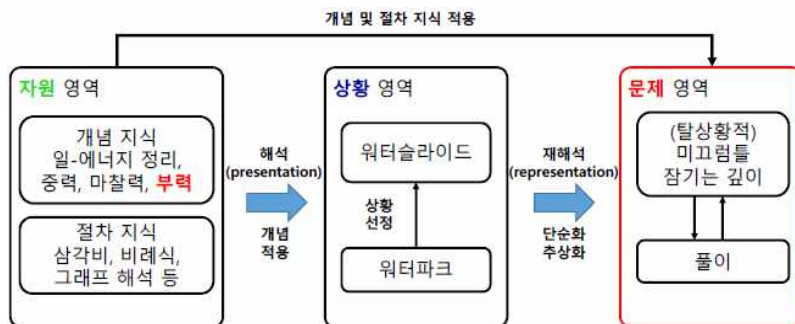 개념 및 절차 지식 적용
자원 영역
개념 지식
일-에너지 정리,
중력, 마찰력, 부력
절차 지식
삼각비, 비례식,
그래프 해석 등
해석
(presentation)
개념
적용
상황 영역
워터슬라이드
상황
선정
워터파크
재해석
(representation)
단순화
추상화
문제 영역
(탈상황적)
미끄럼틀
잠기는 깊이
풀이